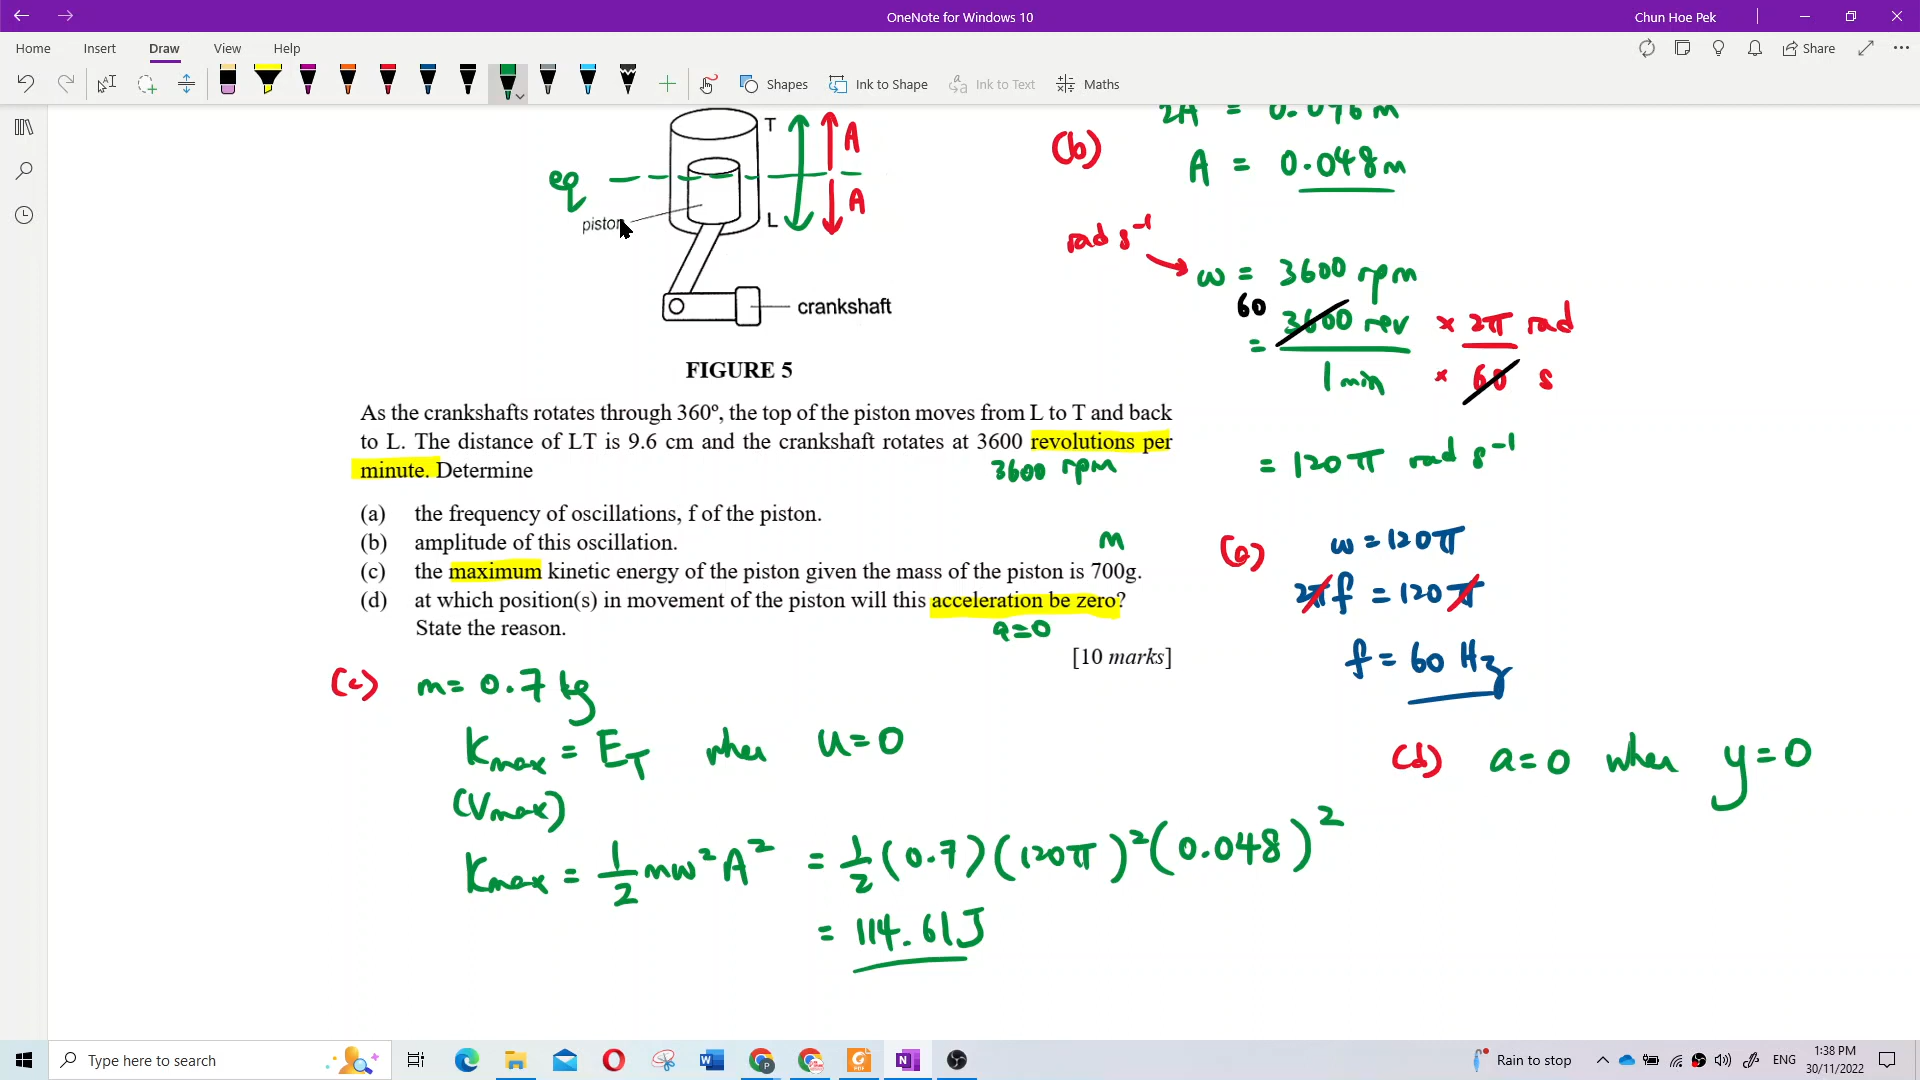 OneNote for Windows 10
Chun Hoe Pek
Home Insert Draw View Help
Share
Shapes
Ink to Shape
Ink to Text
Maths
T
A
eq
A
piston
L
crankshaft
FIGURE 5
As the crankshafts rotates through 360º, the top of the piston moves from L to T and back
to L. The distance of LT is 9.6 cm and the crankshaft rotates at 3600 revolutions per
minute. Determine
3600 rpm
(a) the frequency of oscillations, f of the piston.
(b) amplitude of this oscillation.
m
(c) the maximum kinetic energy of the piston given the mass of the piston is 700g.
(d) at which position(s) in movement of the piston will this acceleration be zero?
State the reason.
a=0
[10 marks]
(c) m= 0.7 kg
Kmax = ET when U=0
(Vmax)
Kmax = 1/2 mω²A² = 1/2 (0.7)(120π)²(0.048)²
= 114.61J
2A = 0.096 m
(b)
A = 0.048m
rad s⁻¹
ω = 3600 rpm
60
= 3600 rev × 2π rad
1 min × 60 s
= 120π rad s⁻¹
(a) ω = 120π
2πf = 120π
f = 60 Hz
(d) a=0 when y=0
Type here to search
Rain to stop
ENG
1:38 PM
30/11/2022